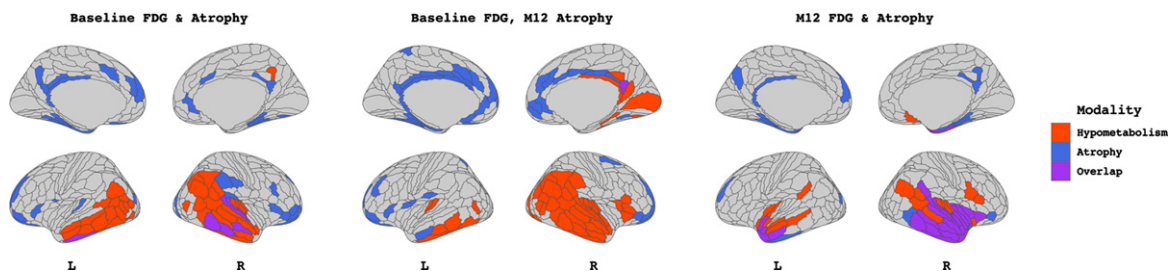 Baseline FDG & Atrophy
Baseline FDG, M12 Atrophy
M12 FDG & Atrophy
Modality
Hypometabolism
Atrophy
Overlap
L R L R L R